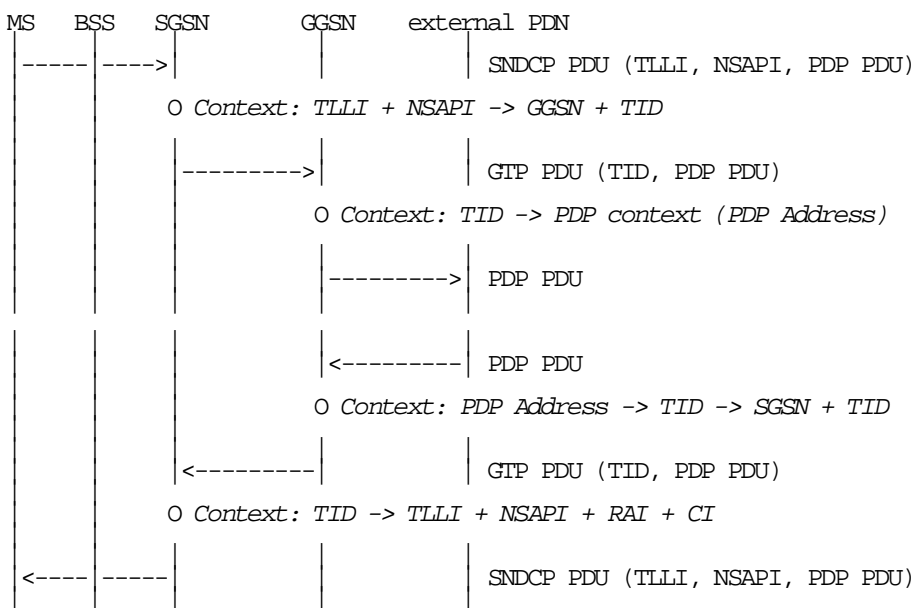 MS BSS SGSN GGSN external PDN
SNDCP PDU (TLLI, NSAPI, PDP PDU)
O Context: TLLI + NSAPI -> GGSN + TID
GTP PDU (TID, PDP PDU)
O Context: TID -> PDP context (PDP Address)
PDP PDU
PDP PDU
O Context: PDP Address -> TID -> SGSN + TID
GTP PDU (TID, PDP PDU)
O Context: TID -> TLLI + NSAPI + RAI + CI
SNDCP PDU (TLLI, NSAPI, PDP PDU)